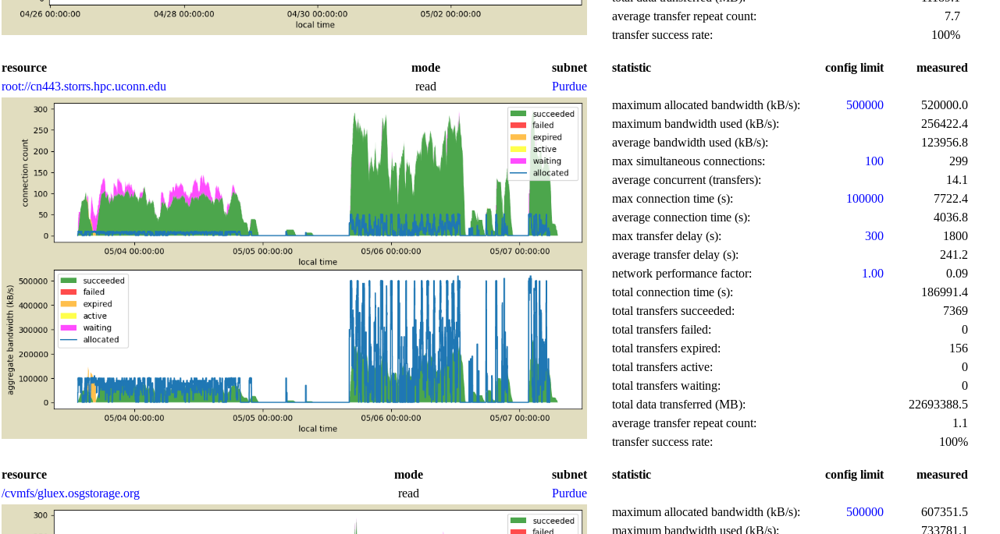 0
04/26 00:00:00 04/28 00:00:00 04/30 00:00:00 05/02 00:00:00
local time
average transfer repeat count: 7.7
transfer success rate: 100%
resource mode subnet
root://cn443.storrs.hpc.uconn.edu read Purdue
300
250
200
150
100
50
0
connection count
succeeded
failed
expired
active
waiting
allocated
05/04 00:00:00 05/05 00:00:00 05/06 00:00:00 05/07 00:00:00
local time
500000
400000
300000
200000
100000
0
aggregate bandwidth (kB/s)
succeeded
failed
expired
active
waiting
allocated
05/04 00:00:00 05/05 00:00:00 05/06 00:00:00 05/07 00:00:00
local time
statistic config limit measured
maximum allocated bandwidth (kB/s): 500000 520000.0
maximum bandwidth used (kB/s): 256422.4
average bandwidth used (kB/s): 123956.8
max simultaneous connections: 100 299
average concurrent (transfers): 14.1
max connection time (s): 100000 7722.4
average connection time (s): 4036.8
max transfer delay (s): 300 1800
average transfer delay (s): 241.2
network performance factor: 1.00 0.09
total connection time (s): 186991.4
total transfers succeeded: 7369
total transfers failed: 0
total transfers expired: 156
total transfers active: 0
total transfers waiting: 0
total data transferred (MB): 22693388.5
average transfer repeat count: 1.1
transfer success rate: 100%
resource mode subnet
/cvmfs/gluex.osgstorage.org read Purdue
300
succeeded
failed
statistic config limit measured
maximum allocated bandwidth (kB/s): 500000 607351.5
maximum bandwidth used (kB/s): 733781.1